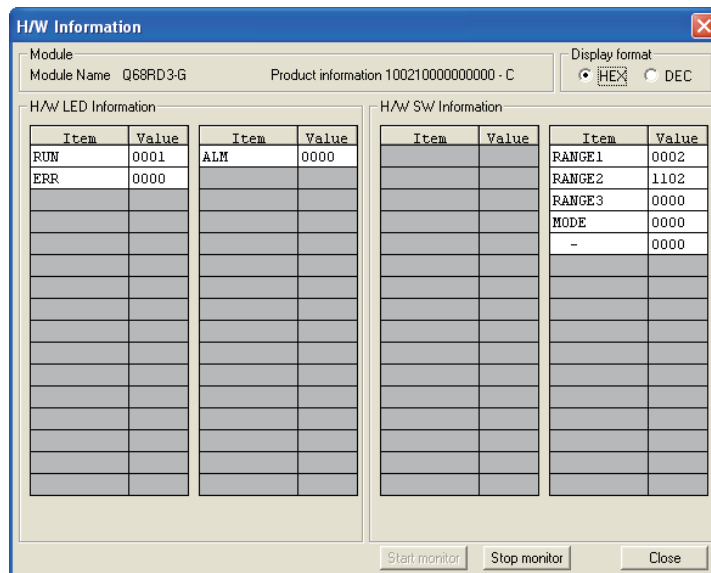 H/W Information
Module
Module Name Q68RD3-G Product information 100210000000000 - C
Display format
HEX DEC
H/W LED Information
Item Value Item Value
RUN 0001 ALM 0000
ERR 0000
H/W SW Information
Item Value Item Value
RANGE1 0002
RANGE2 1102
RANGE3 0000
MODE 0000
- 0000
Start monitor Stop monitor Close